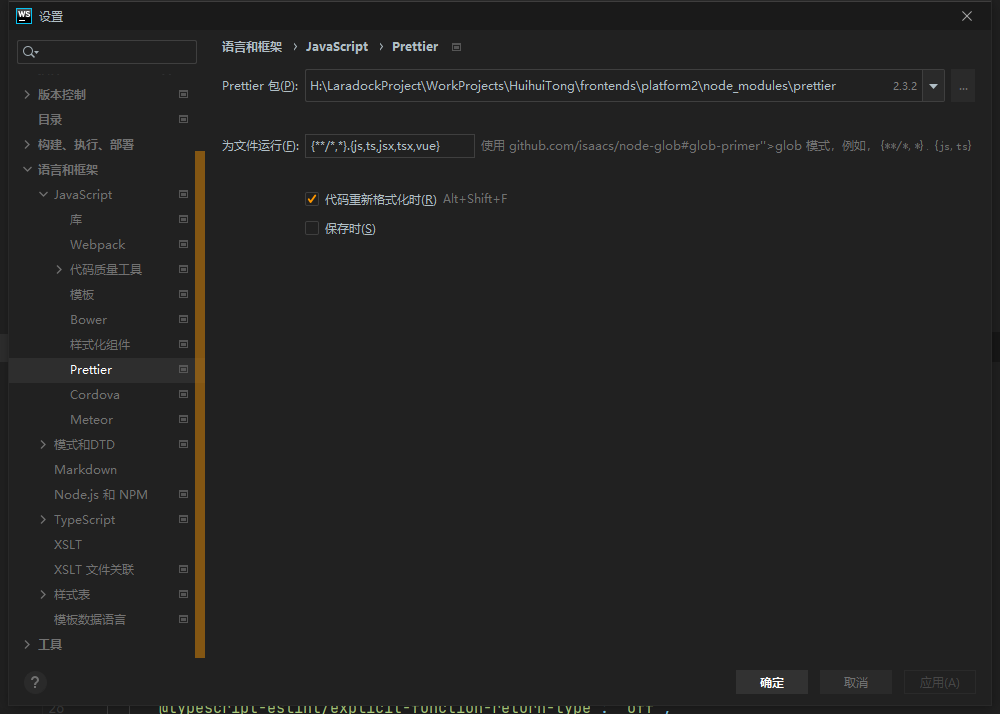 WS 设置
语言和框架 › JavaScript › Prettier
Prettier 包(P): H:\LaradockProject\WorkProjects\HuihuiTong\frontends\platform2\node_modules\prettier 2.3.2 ...
为文件运行(F): {**/*,*}.{js,ts,jsx,tsx,vue} 使用 github.com/isaacs/node-glob#glob-primer">glob 模式，例如， {**/*,*}.{js,ts}
代码重新格式化时(R) Alt+Shift+F
保存时(S)
版本控制
目录
构建、执行、部署
语言和框架
JavaScript
库
Webpack
代码质量工具
模板
Bower
样式化组件
Prettier
Cordova
Meteor
模式和DTD
Markdown
Node.js 和 NPM
TypeScript
XSLT
XSLT 文件关联
样式表
模板数据语言
工具
?
确定 取消 应用(A)
28 @typescript-eslint/explicit-function-return-type": "off",